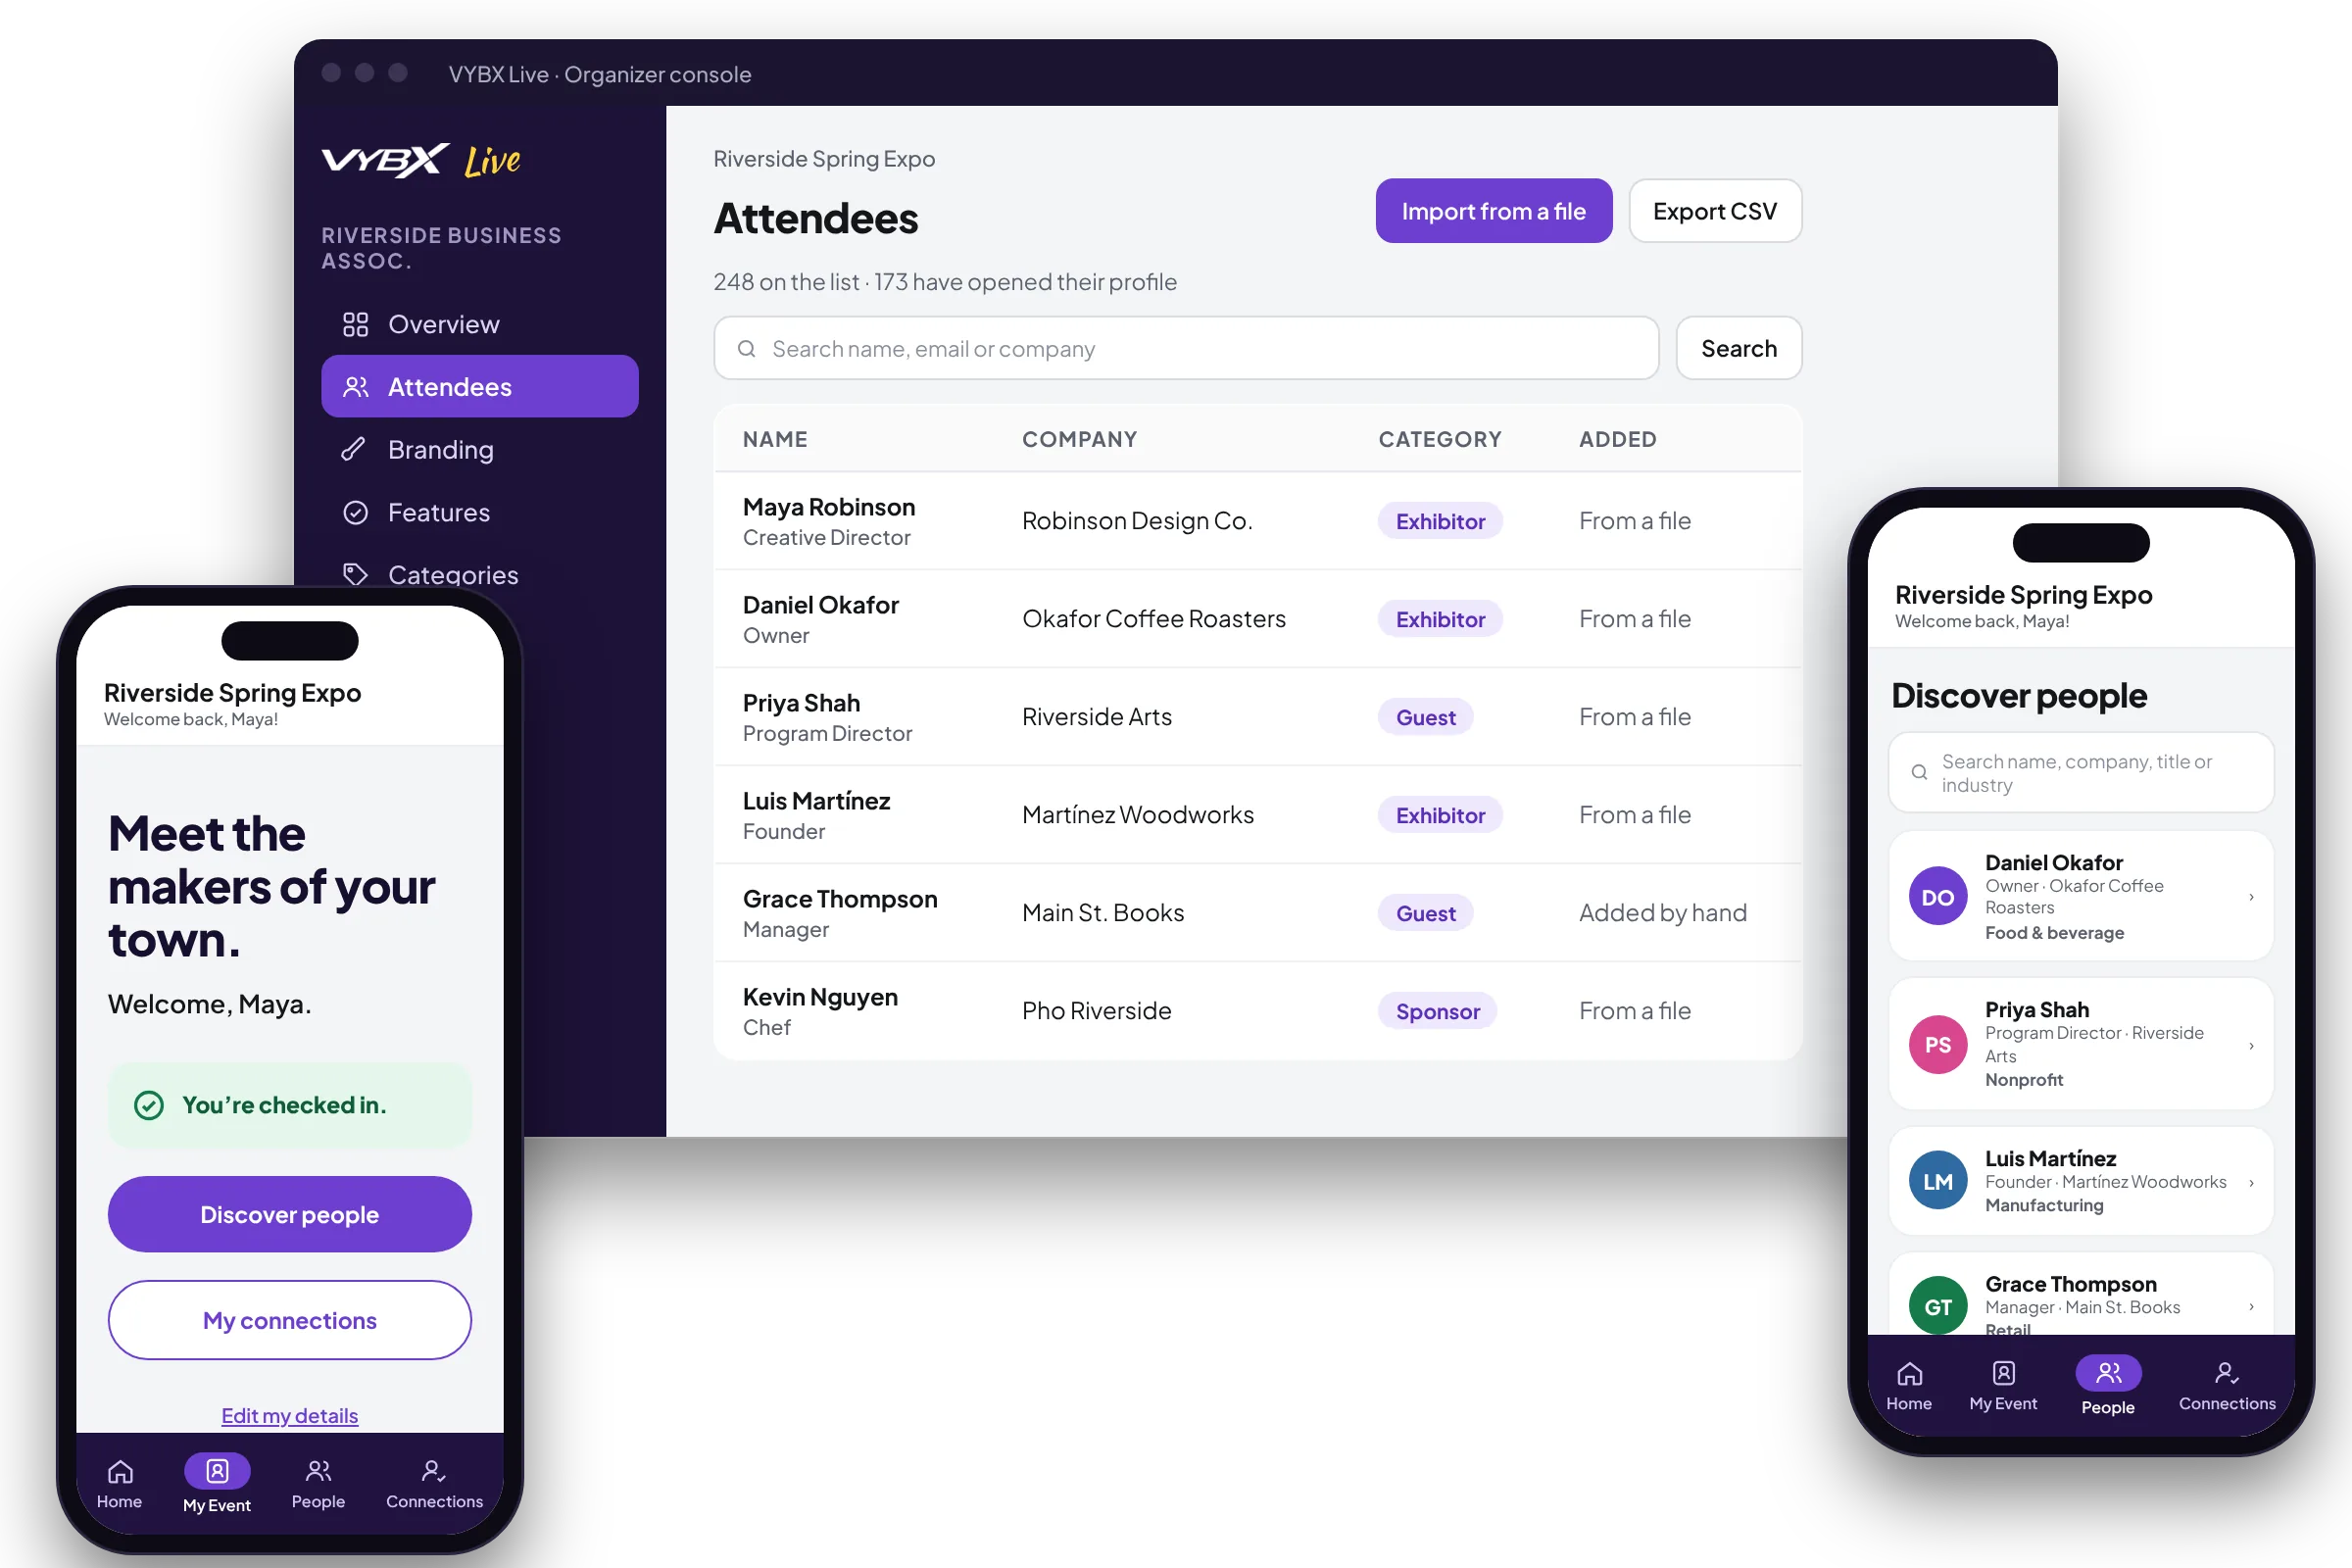 VYBX Live · Organizer console
VYBX Live
RIVERSIDE BUSINESS
ASSOC.
Overview
Attendees
Branding
Features
Categories
Riverside Spring Expo
Attendees
248 on the list · 173 have opened their profile
Import from a file
Export CSV
Search name, email or company
Search
NAME COMPANY CATEGORY ADDED
Maya Robinson
Creative Director
Robinson Design Co.
Exhibitor
From a file
Daniel Okafor
Owner
Okafor Coffee Roasters
Exhibitor
From a file
Priya Shah
Program Director
Riverside Arts
Guest
From a file
Luis Martínez
Founder
Martínez Woodworks
Exhibitor
From a file
Grace Thompson
Manager
Main St. Books
Guest
Added by hand
Kevin Nguyen
Chef
Pho Riverside
Sponsor
From a file
Riverside Spring Expo
Welcome back, Maya!
Meet the
makers of your
town.
Welcome, Maya.
You’re checked in.
Discover people
My connections
Edit my details
Home My Event People Connections
Riverside Spring Expo
Welcome back, Maya!
Discover people
Search name, company, title or
industry
DO
Daniel Okafor
Owner · Okafor Coffee
Roasters
Food & beverage
›
PS
Priya Shah
Program Director · Riverside
Arts
Nonprofit
›
LM
Luis Martínez
Founder · Martínez Woodworks
Manufacturing
›
GT
Grace Thompson
Manager · Main St. Books
Retail
›
Home My Event People Connections